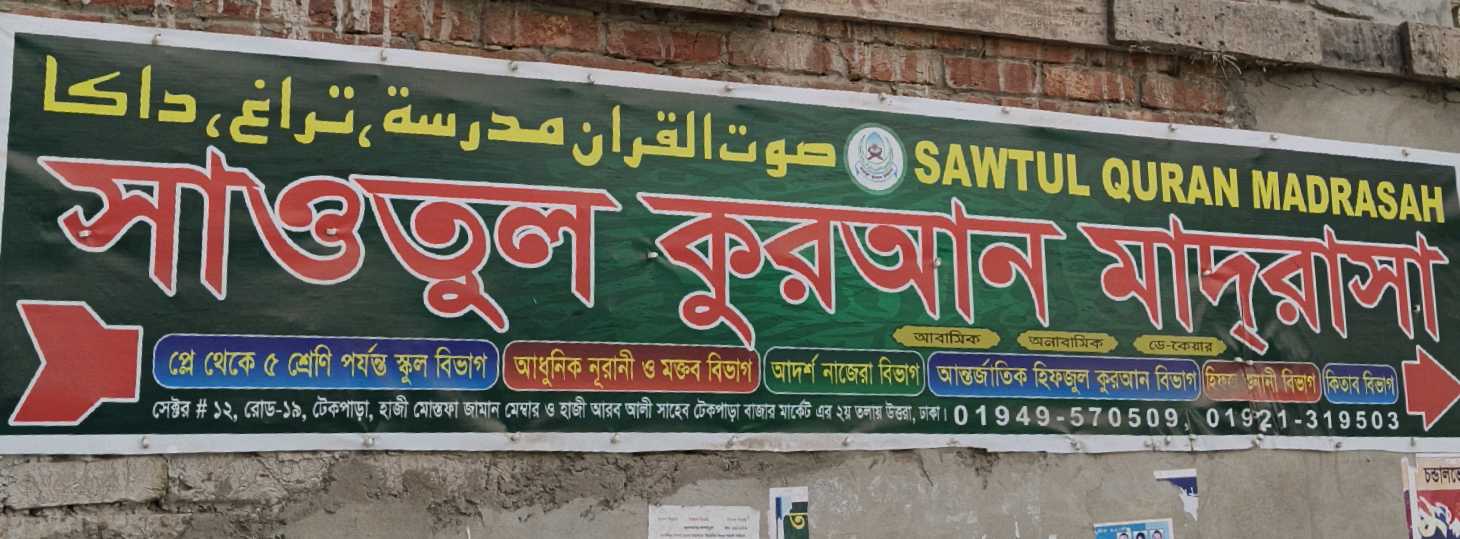 صوت القران مدرسة،تراغ،داكا
SAWTUL QURAN MADRASAH
সাওতুল কুরআন মাদ্রাসা
আবাসিক অনাবাসিক ডে-কেয়ার
প্লে থেকে ৫ শ্রেণি পর্যন্ত স্কুল বিভাগ আধুনিক নূরানী ও মক্তব বিভাগ আদর্শ নাজেরা বিভাগ আন্তর্জাতিক হিফজুল কুরআন বিভাগ বিভাগ কিতাব বিভাগ
সেক্টর # ১২, রোড-১৯, টেকপাড়া, হাজী মোস্তফা জামান মেম্বার ও হাজী আরব আলী সাহেব টেকপাড়া বাজার মার্কেট এর ২য় তলায় উত্তরা, ঢাকা। 01949-570509, 01921-319503